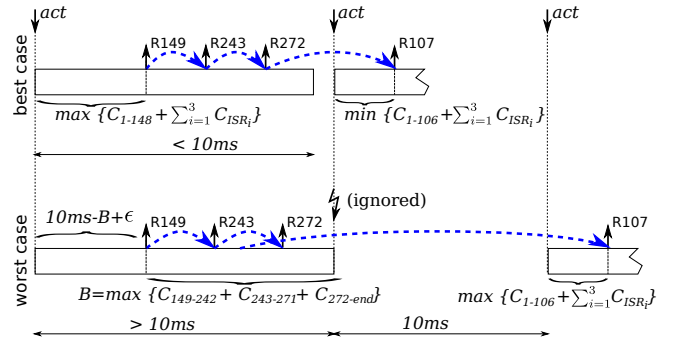 act act act
best case
R149 R243 R272 R107
max {C1-148 + ∑³i=1 CISRi} min {C1-106 + ∑³i=1 CISRi}
< 10ms
(ignored)
worst case
10ms-B+ϵ R149 R243 R272 R107
B=max {C149-242 + C243-271 + C272-end} max {C1-106 + ∑³i=1 CISRi}
> 10ms 10ms